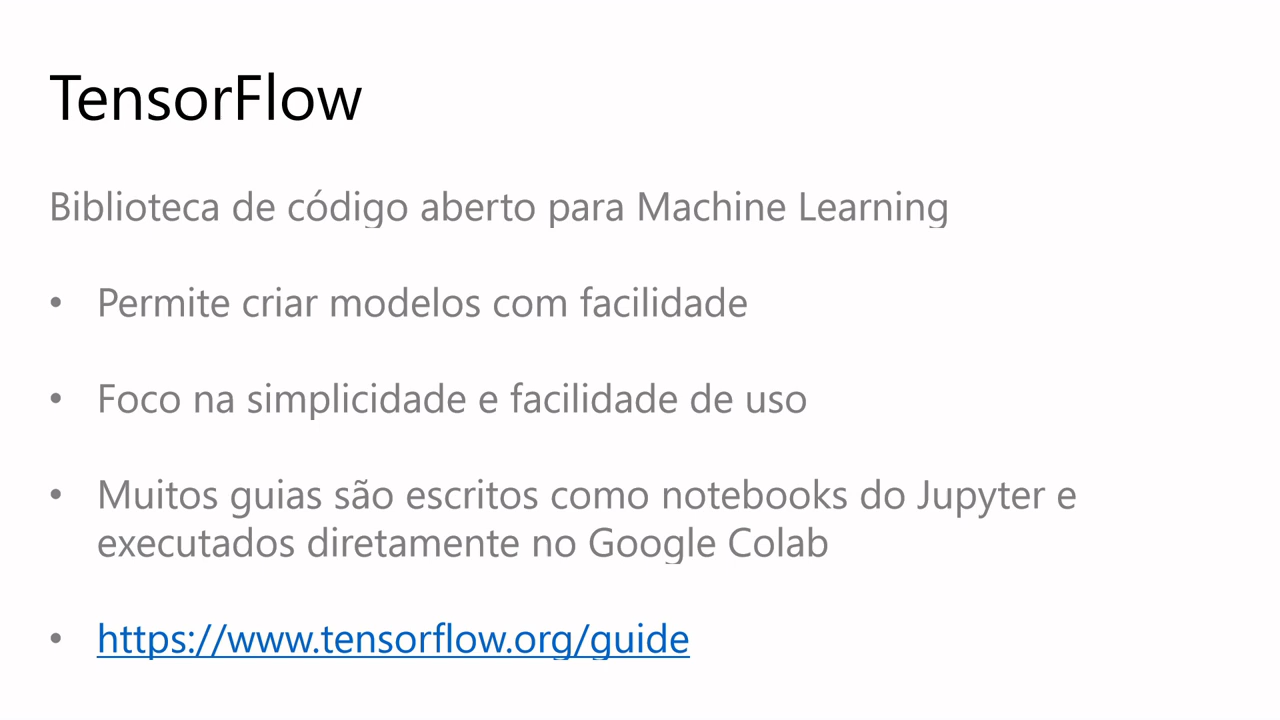 TensorFlow
Biblioteca de código aberto para Machine Learning
• Permite criar modelos com facilidade
• Foco na simplicidade e facilidade de uso
• Muitos guias são escritos como notebooks do Jupyter e
executados diretamente no Google Colab
• https://www.tensorflow.org/guide